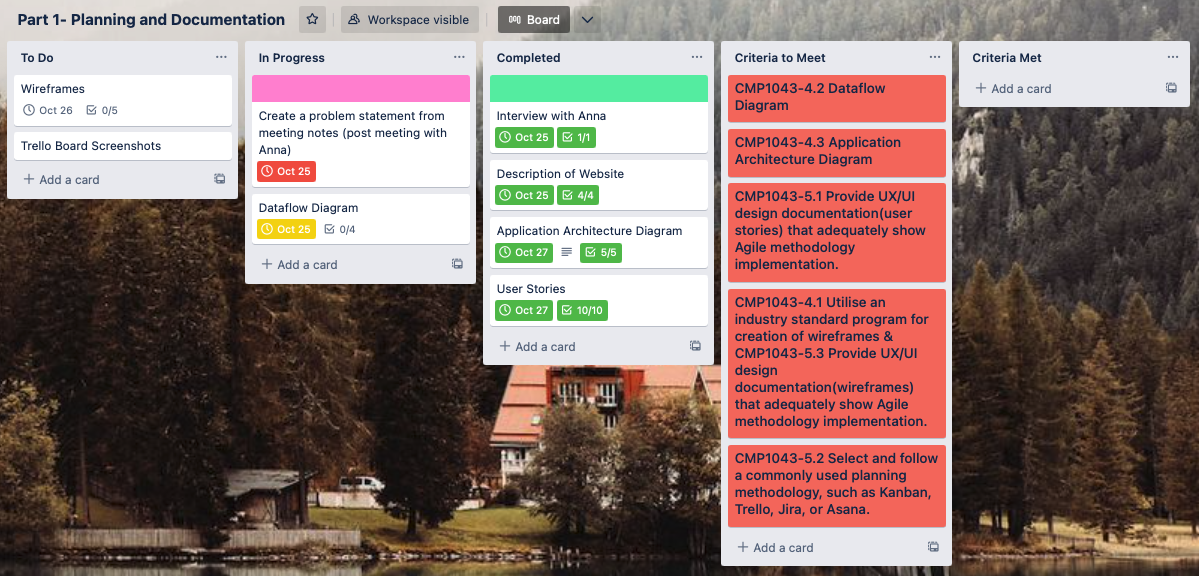 Part 1- Planning and Documentation
Workspace visible
Board
To Do
Wireframes
Oct 26
0/5
Trello Board Screenshots
Add a card
In Progress
Create a problem statement from
meeting notes (post meeting with
Anna)
Oct 25
Dataflow Diagram
Oct 25
0/4
Add a card
Completed
Interview with Anna
Oct 25
1/1
Description of Website
Oct 25
4/4
Application Architecture Diagram
Oct 27
5/5
User Stories
Oct 27
10/10
Add a card
Criteria to Meet
CMP1043-4.2 Dataflow
Diagram
CMP1043-4.3 Application
Architecture Diagram
CMP1043-5.1 Provide UX/UI
design documentation(user
stories) that adequately show
Agile methodology
implementation.
CMP1043-4.1 Utilise an
industry standard program for
creation of wireframes &
CMP1043-5.3 Provide UX/UI
design
documentation(wireframes)
that adequately show Agile
methodology implementation.
CMP1043-5.2 Select and follow
a commonly used planning
methodology, such as Kanban,
Trello, Jira, or Asana.
Add a card
Criteria Met
Add a card